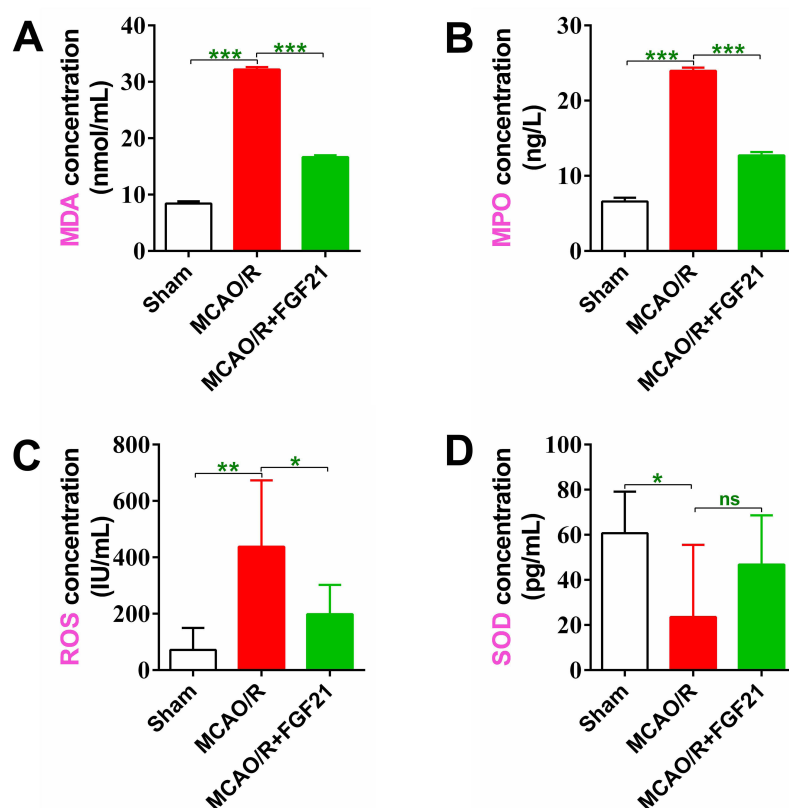 A
MDA concentration
(nmol/mL)
40
30
20
10
0
***
***
Sham
MCAO/R
MCAO/R+FGF21
B
MPO concentration
(ng/L)
30
20
10
0
***
***
Sham
MCAO/R
MCAO/R+FGF21
C
ROS concentration
(IU/mL)
800
600
400
200
0
**
*
Sham
MCAO/R
MCAO/R+FGF21
D
SOD concentration
(pg/mL)
100
80
60
40
20
0
*
ns
Sham
MCAO/R
MCAO/R+FGF21